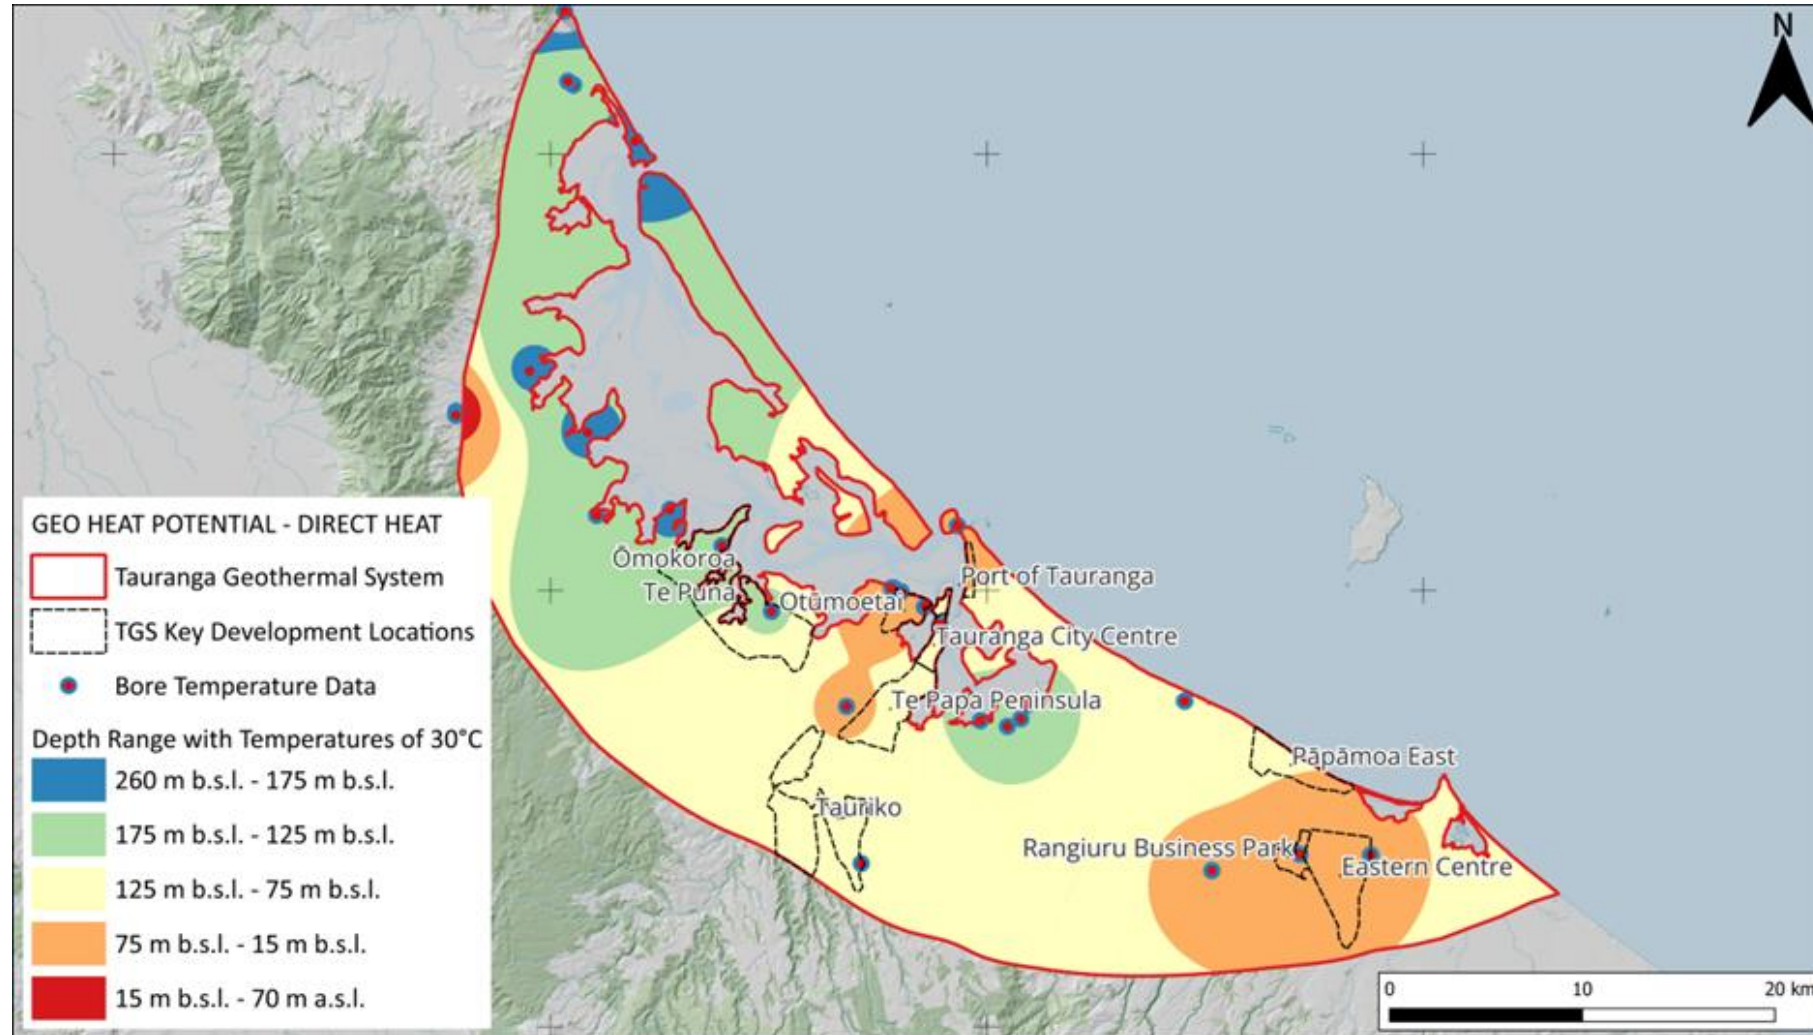 N
GEO HEAT POTENTIAL - DIRECT HEAT
Tauranga Geothermal System
TGS Key Development Locations
Bore Temperature Data
Depth Range with Temperatures of 30°C
260 m b.s.l. - 175 m b.s.l.
175 m b.s.l. - 125 m b.s.l.
125 m b.s.l. - 75 m b.s.l.
75 m b.s.l. - 15 m b.s.l.
15 m b.s.l. - 70 m a.s.l.
Ōmokoroa
Te Puna
Otūmoetai
Port of Tauranga
Tauranga City Centre
Te Papa Peninsula
Pāpāmoa East
Tauriko
Rangiuru Business Park
Eastern Centre
0 10 20 km